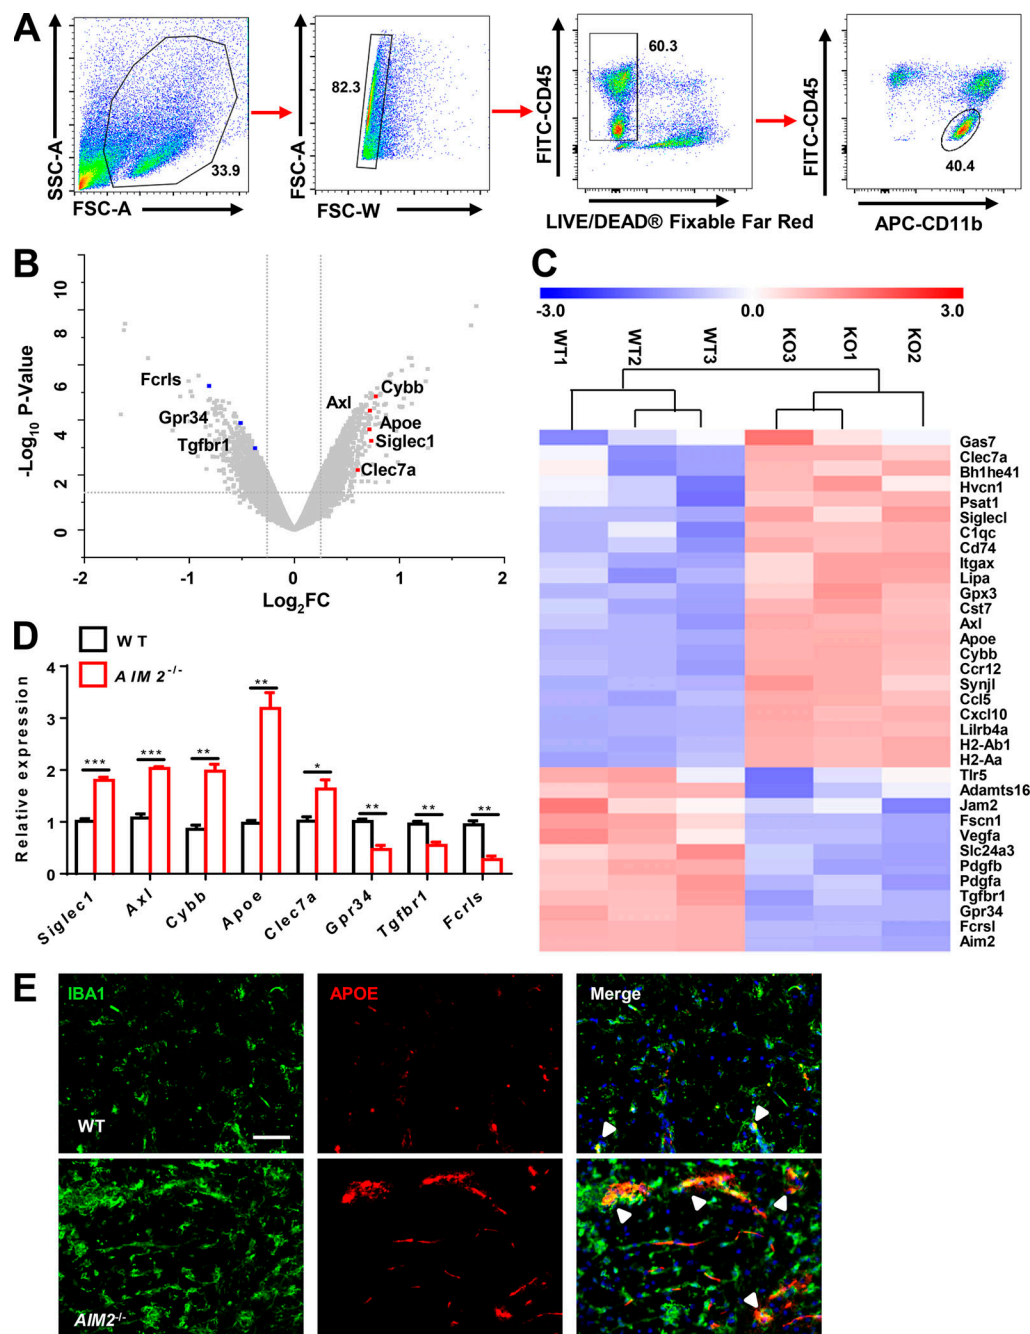 A
SSC-A
33.9
FSC-A
FSC-A
82.3
FSC-W
FITC-CD45
60.3
LIVE/DEAD® Fixable Far Red
FITC-CD45
40.4
APC-CD11b
B
-Log10 P-Value
10
8
6
4
2
0
Fcrls
Gpr34
Tgfbr1
Cybb
Axl
Apoe
Siglec1
Clec7a
-2 -1 0 1 2
Log2FC
C
-3.0 0.0 3.0
WT1 WT2 WT3 KO3 KO1 KO2
Gas7
Clec7a
Bh1he41
Hvcn1
Psat1
Siglecl
C1qc
Cd74
Itgax
Lipa
Gpx3
Cst7
Axl
Apoe
Cybb
Ccr12
Synjl
Ccl5
Cxcl10
Lilrb4a
H2-Ab1
H2-Aa
Tlr5
Adamts16
Jam2
Fscn1
Vegfa
Slc24a3
Pdgfb
Pdgfa
Tgfbr1
Gpr34
Fcrsl
Aim2
D
WT
AIM2-/-
Relative expression
4
3
2
1
0
*** *** ** ** * ** ** **
Siglec1 Axl Cybb Apoe Clec7a Gpr34 Tgfbr1 Fcrls
E
IBA1 APOE Merge
WT
AIM2-/-